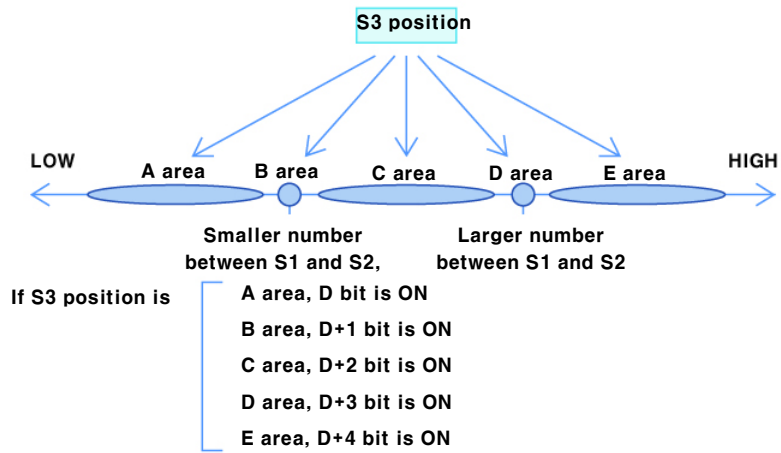 S3 position
LOW
HIGH
A area
B area
C area
D area
E area
Smaller number
between S1 and S2,
Larger number
between S1 and S2
If S3 position is
A area, D bit is ON
B area, D+1 bit is ON
C area, D+2 bit is ON
D area, D+3 bit is ON
E area, D+4 bit is ON